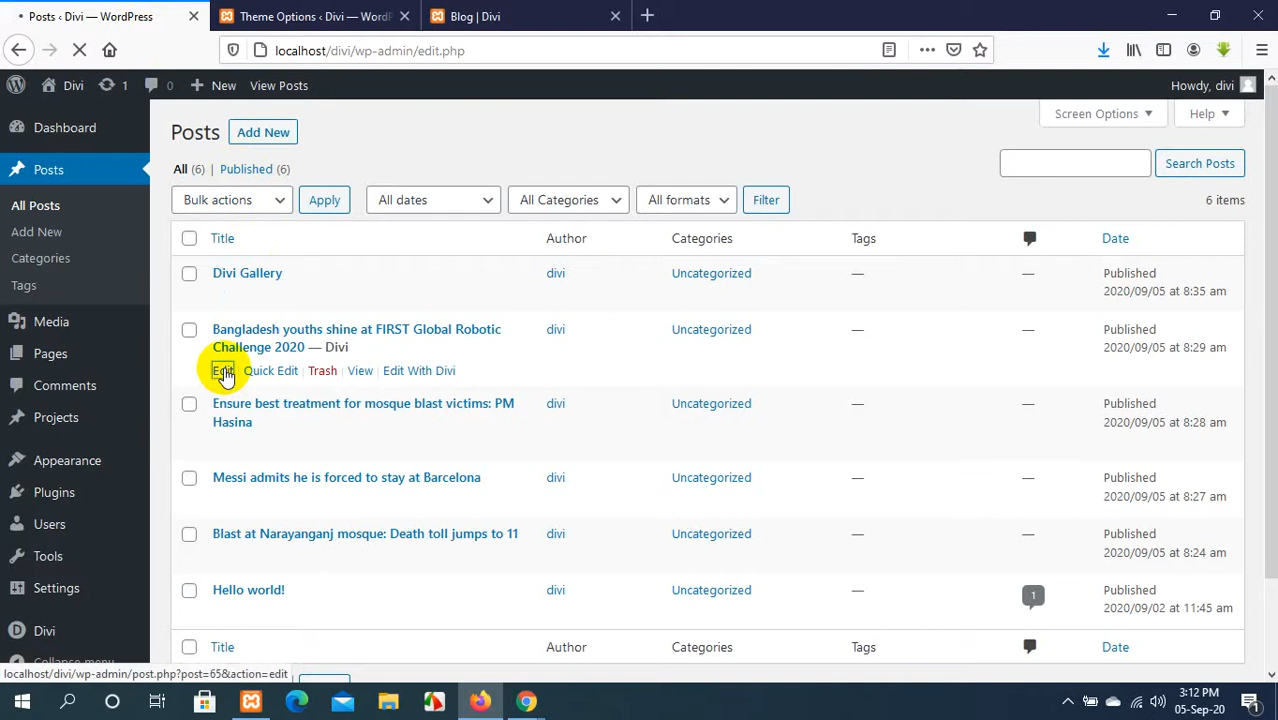 Posts ‹ Divi — WordPress
Theme Options ‹ Divi — WordP
Blog | Divi
localhost/divi/wp-admin/edit.php
Divi
1
0
New
View Posts
Howdy, divi
Dashboard
Posts
All Posts
Add New
Categories
Tags
Media
Pages
Comments
Projects
Appearance
Plugins
Users
Tools
Settings
Divi
Collapse menu
Screen Options
Help
Posts
Add New
All (6) | Published (6)
Search Posts
Bulk actions
Apply
All dates
All Categories
All formats
Filter
6 items
Title Author Categories Tags Date
Divi Gallery divi Uncategorized — — Published
2020/09/05 at 8:35 am
Bangladesh youths shine at FIRST Global Robotic divi Uncategorized — — Published
Challenge 2020 — Divi 2020/09/05 at 8:29 am
Edit | Quick Edit | Trash | View | Edit With Divi
Ensure best treatment for mosque blast victims: PM divi Uncategorized — — Published
Hasina 2020/09/05 at 8:28 am
Messi admits he is forced to stay at Barcelona divi Uncategorized — — Published
2020/09/05 at 8:27 am
Blast at Narayanganj mosque: Death toll jumps to 11 divi Uncategorized — — Published
2020/09/05 at 8:24 am
Hello world! divi Uncategorized — 1 Published
2020/09/02 at 11:45 am
Title Author Categories Tags Date
localhost/divi/wp-admin/post.php?post=65&action=edit
3:12 PM
05-Sep-20
1